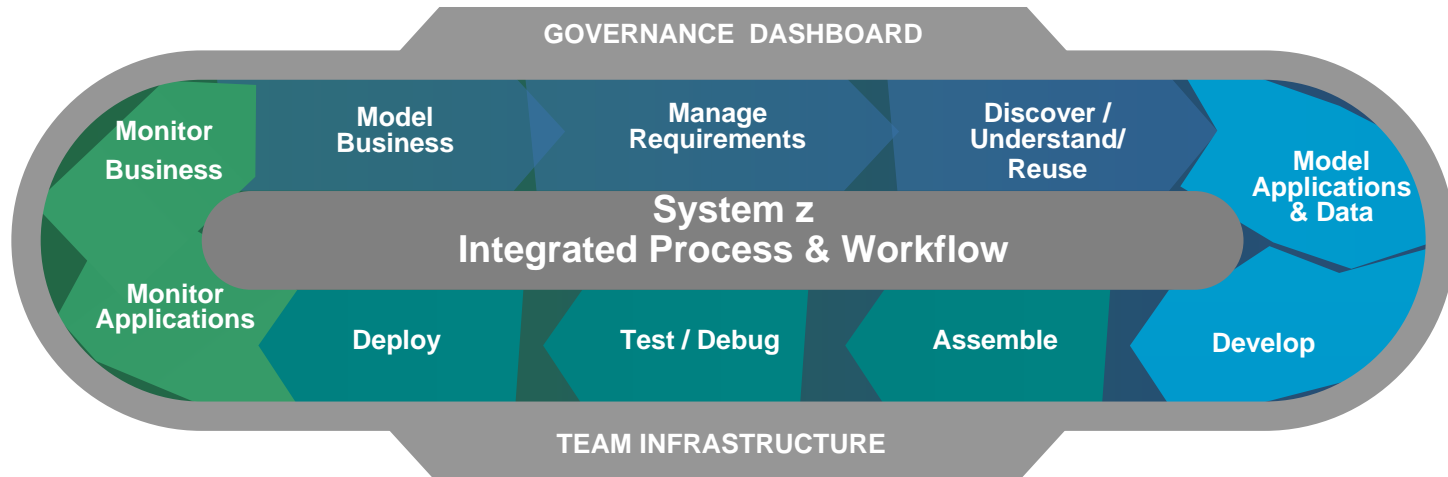 GOVERNANCE DASHBOARD
Monitor
Business
Model
Business
Manage
Requirements
Discover /
Understand/
Reuse
Model
Applications
& Data
System z
Integrated Process & Workflow
Monitor
Applications
Deploy
Test / Debug
Assemble
Develop
TEAM INFRASTRUCTURE